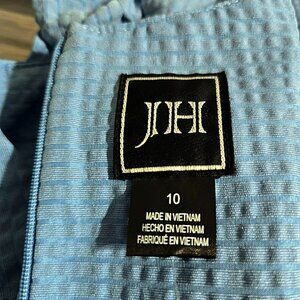 JH
10
MADE IN VIETNAM
HECHO EN VIETNAM
FABRIQUÉ EN VIETNAM